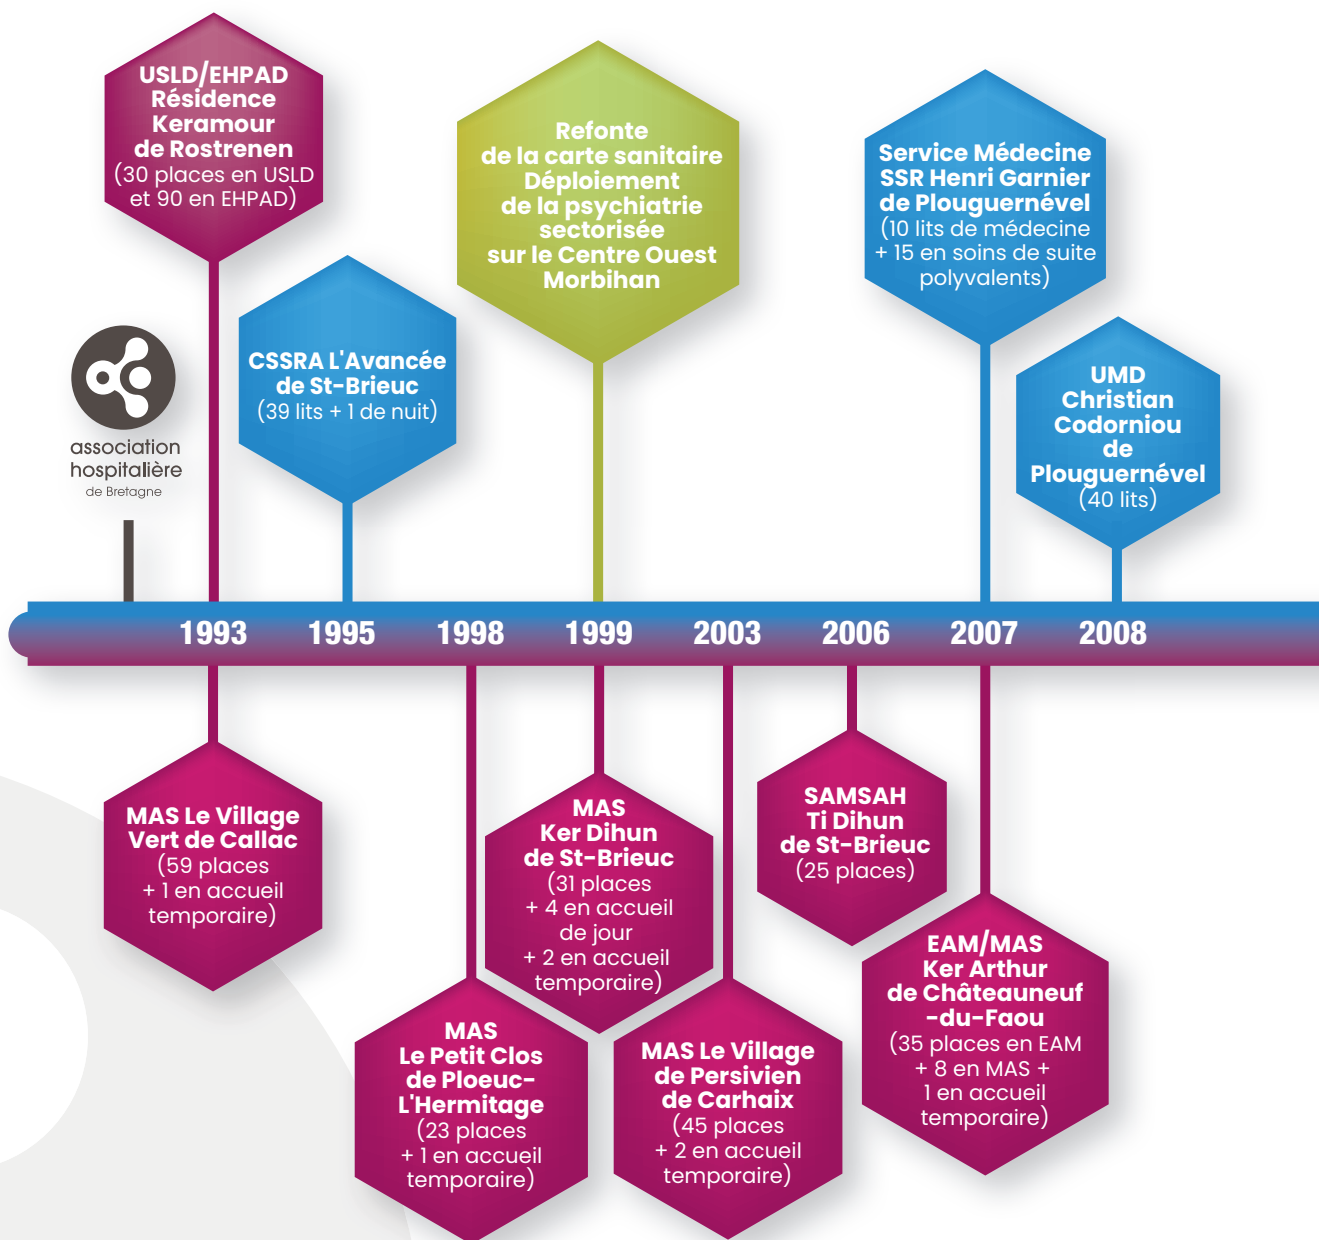 USLD/EHPAD
Résidence
Keramour
de Rostrenen
(30 places en USLD
et 90 en EHPAD)
association
hospitalière
de Bretagne
CSSRA L'Avancée
de St-Brieuc
(39 lits + 1 de nuit)
Refonte
de la carte sanitaire
Déploiement
de la psychiatrie
sectorisée
sur le Centre Ouest
Morbihan
Service Médecine
SSR Henri Garnier
de Plouguernével
(10 lits de médecine
+ 15 en soins de suite
polyvalents)
UMD
Christian
Codorniou
de
Plouguernével
(40 lits)
1993 1995 1998 1999 2003 2006 2007 2008
MAS Le Village
Vert de Callac
(59 places
+ 1 en accueil
temporaire)
MAS
Le Petit Clos
de Ploeuc-
L'Hermitage
(23 places
+ 1 en accueil
temporaire)
MAS
Ker Dihun
de St-Brieuc
(31 places
+ 4 en accueil
de jour
+ 2 en accueil
temporaire)
MAS Le Village
de Persivien
de Carhaix
(45 places
+ 2 en accueil
temporaire)
SAMSAH
Ti Dihun
de St-Brieuc
(25 places)
EAM/MAS
Ker Arthur
de Châteauneuf
-du-Faou
(35 places en EAM
+ 8 en MAS +
1 en accueil
temporaire)